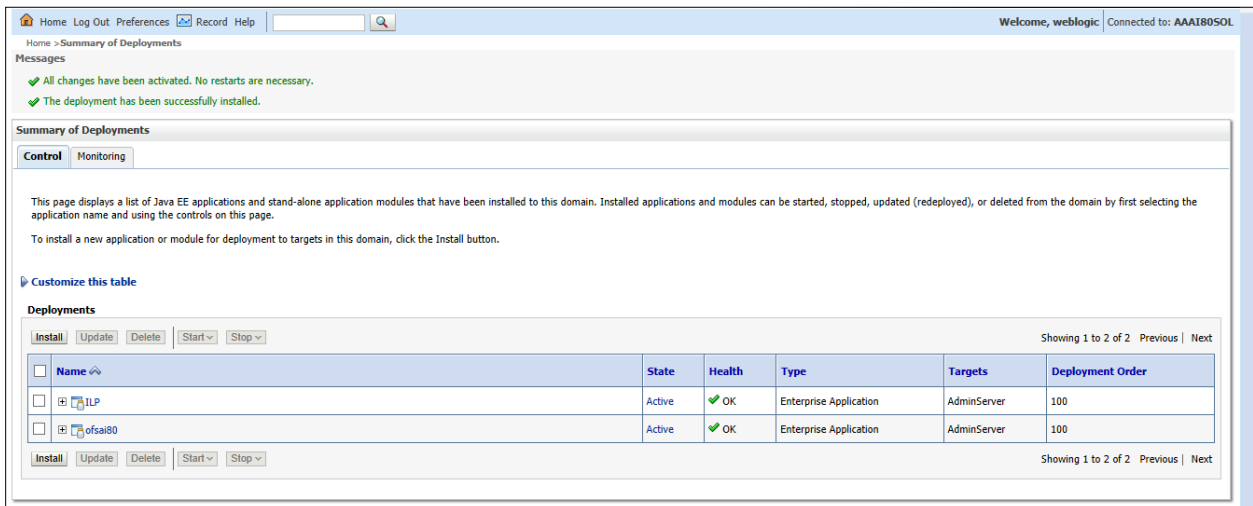 Home Log Out Preferences Record Help Welcome, weblogic Connected to: AAAI80SOL
Home >Summary of Deployments
Messages
All changes have been activated. No restarts are necessary.
The deployment has been successfully installed.
Summary of Deployments
Control Monitoring
This page displays a list of Java EE applications and stand-alone application modules that have been installed to this domain. Installed applications and modules can be started, stopped, updated (redeployed), or deleted from the domain by first selecting the
application name and using the controls on this page.
To install a new application or module for deployment to targets in this domain, click the Install button.
Customize this table
Deployments
Install Update Delete Start Stop Showing 1 to 2 of 2 Previous | Next
Name State Health Type Targets Deployment Order
ILP Active OK Enterprise Application AdminServer 100
ofsai80 Active OK Enterprise Application AdminServer 100
Install Update Delete Start Stop Showing 1 to 2 of 2 Previous | Next